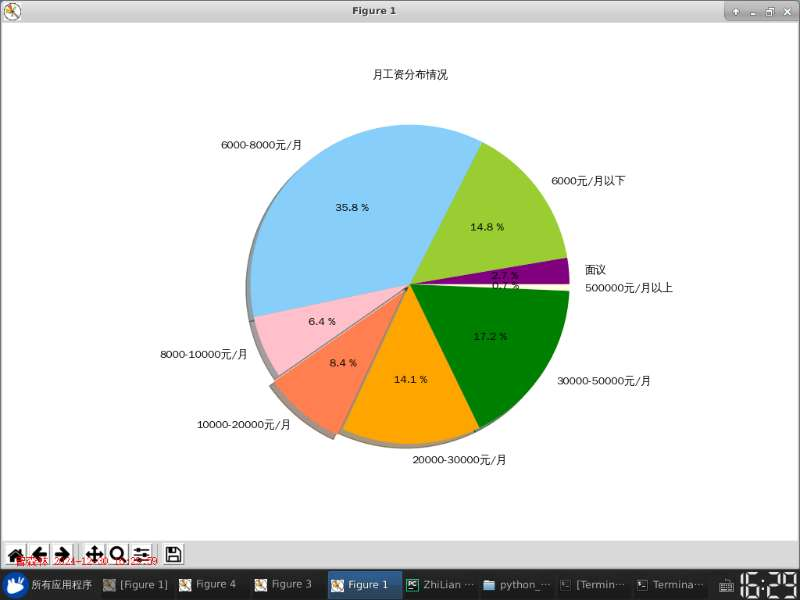 Figure 1
月工资分布情况
6000-8000元/月
6000元/月以下
35.8 %
14.8 %
面议
2.7 %
0.7 %
500000元/月以上
6.4 %
17.2 %
8000-10000元/月
8.4 %
14.1 %
30000-50000元/月
10000-20000元/月
20000-30000元/月
所有应用程序
[Figure 1]
Figure 4
Figure 3
Figure 1
ZhiLian ···
python_···
[Termin···
Termina···
16:29